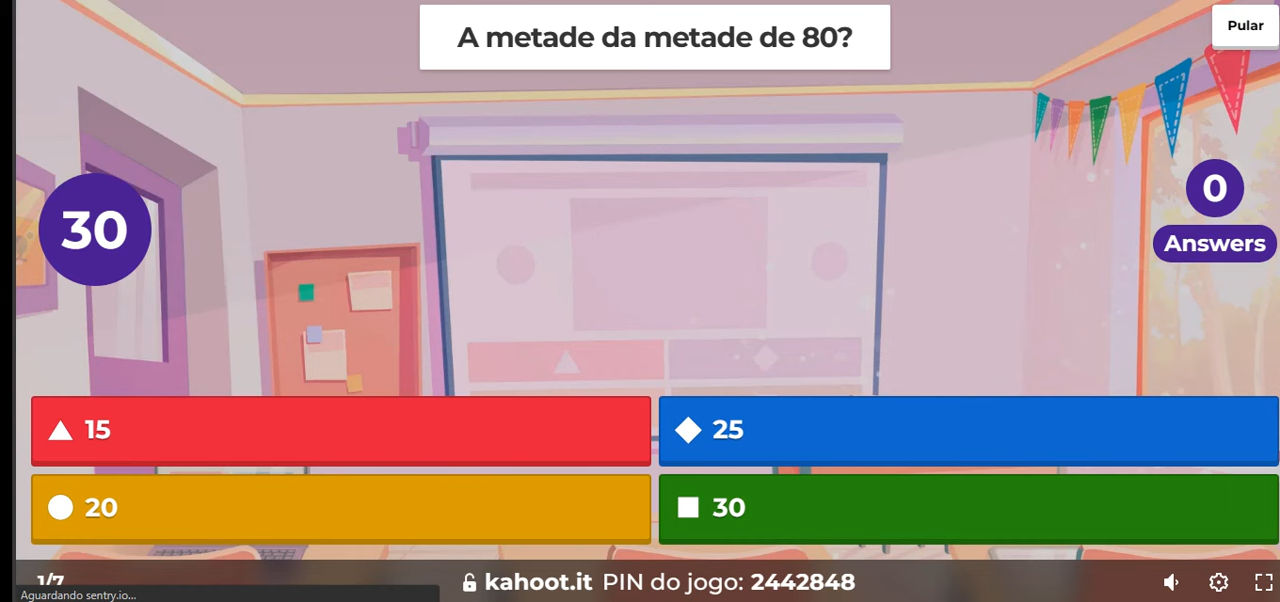 A metade da metade de 80?
Pular
30
0
Answers
15
25
20
30
1/7
kahoot.it PIN do jogo: 2442848
Aguardando sentry.io...